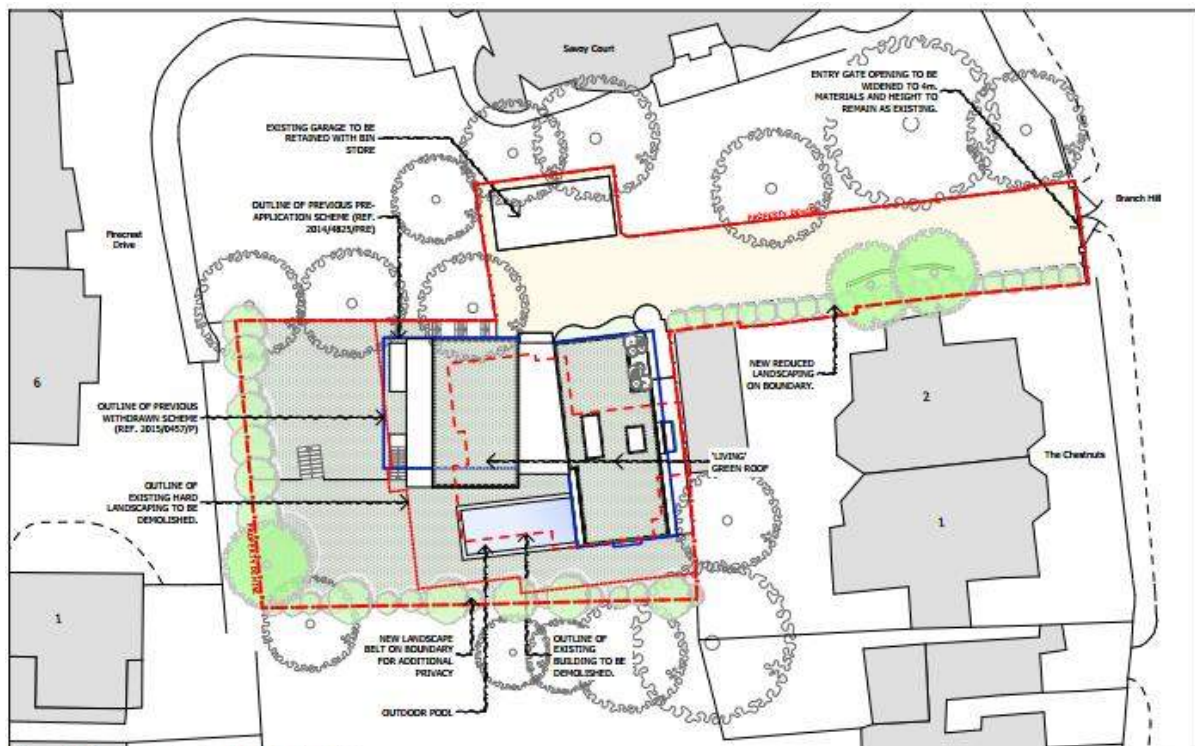 Savoy Court
ENTRY GATE OPENING TO BE
WIDENED TO 4m.
MATERIALS AND HEIGHT TO
REMAIN AS EXISTING.
EXISTING GARAGE TO BE
RETAINED WITH BIN
STORE
OUTLINE OF PREVIOUS PRE-
APPLICATION SCHEME (REF.
2014/4825/PRE)
Branch Hill
Firecrest
Drive
6
OUTLINE OF PREVIOUS
WITHDRAWN SCHEME
(REF. 2015/0457/P)
NEW REDUCED
LANDSCAPING
ON BOUNDARY.
2
'LIVING'
GREEN ROOF
The Chestnuts
OUTLINE OF
EXISTING HARD
LANDSCAPING TO BE
DEMOLISHED.
1
1
NEW LANDSCAPE
BELT ON BOUNDARY
FOR ADDITIONAL
PRIVACY
OUTLINE OF
EXISTING
BUILDING TO BE
DEMOLISHED.
OUTDOOR POOL